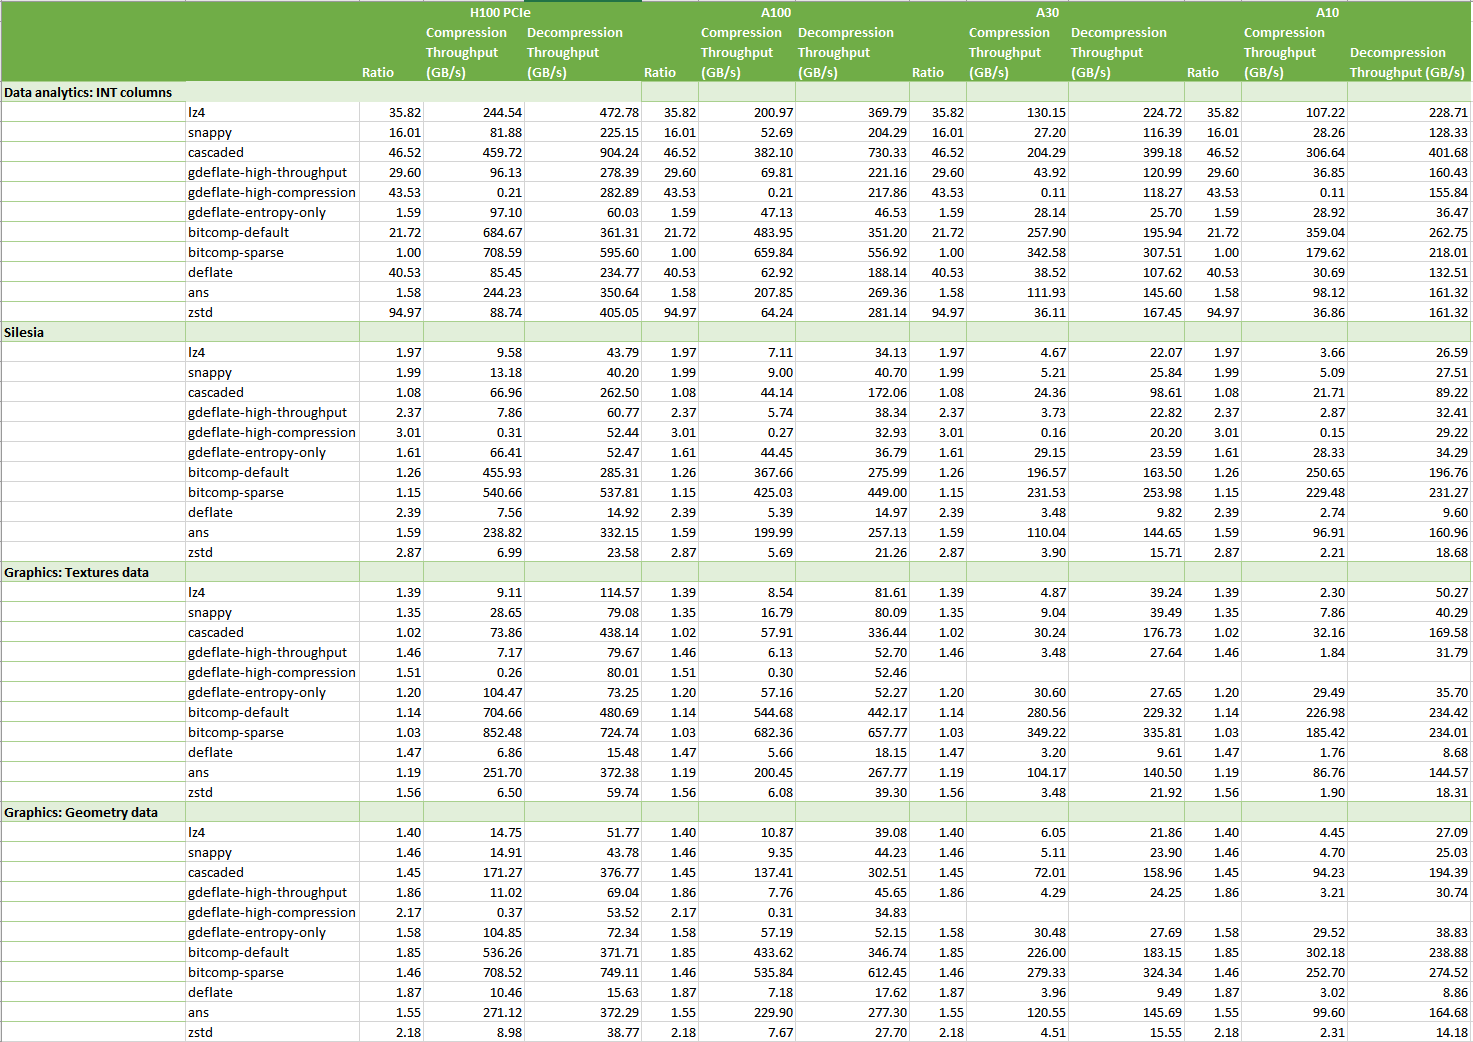 H100 PCIe A100 A30 A10
Compression Decompression Compression Decompression Compression Decompression Compression
Throughput Throughput Throughput Throughput Throughput Throughput Throughput Decompression
Ratio (GB/s) (GB/s) Ratio (GB/s) (GB/s) Ratio (GB/s) (GB/s) Ratio (GB/s) Throughput (GB/s)
Data analytics: INT columns
lz4 35.82 244.54 472.78 35.82 200.97 369.79 35.82 130.15 224.72 35.82 107.22 228.71
snappy 16.01 81.88 225.15 16.01 52.69 204.29 16.01 27.20 116.39 16.01 28.26 128.33
cascaded 46.52 459.72 904.24 46.52 382.10 730.33 46.52 204.29 399.18 46.52 306.64 401.68
gdeflate-high-throughput 29.60 96.13 278.39 29.60 69.81 221.16 29.60 43.92 120.99 29.60 36.85 160.43
gdeflate-high-compression 43.53 0.21 282.89 43.53 0.21 217.86 43.53 0.11 118.27 43.53 0.11 155.84
gdeflate-entropy-only 1.59 97.10 60.03 1.59 47.13 46.53 1.59 28.14 25.70 1.59 28.92 36.47
bitcomp-default 21.72 684.67 361.31 21.72 483.95 351.20 21.72 257.90 195.94 21.72 359.04 262.75
bitcomp-sparse 1.00 708.59 595.60 1.00 659.84 556.92 1.00 342.58 307.51 1.00 179.62 218.01
deflate 40.53 85.45 234.77 40.53 62.92 188.14 40.53 38.52 107.62 40.53 30.69 132.51
ans 1.58 244.23 350.64 1.58 207.85 269.36 1.58 111.93 145.60 1.58 98.12 161.32
zstd 94.97 88.74 405.05 94.97 64.24 281.14 94.97 36.11 167.45 94.97 36.86 161.32
Silesia
lz4 1.97 9.58 43.79 1.97 7.11 34.13 1.97 4.67 22.07 1.97 3.66 26.59
snappy 1.99 13.18 40.20 1.99 9.00 40.70 1.99 5.21 25.84 1.99 5.09 27.51
cascaded 1.08 66.96 262.50 1.08 44.14 172.06 1.08 24.36 98.61 1.08 21.71 89.22
gdeflate-high-throughput 2.37 7.86 60.77 2.37 5.74 38.34 2.37 3.73 22.82 2.37 2.87 32.41
gdeflate-high-compression 3.01 0.31 52.44 3.01 0.27 32.93 3.01 0.16 20.20 3.01 0.15 29.22
gdeflate-entropy-only 1.61 66.41 52.47 1.61 44.45 36.79 1.61 29.15 23.59 1.61 28.33 34.29
bitcomp-default 1.26 455.93 285.31 1.26 367.66 275.99 1.26 196.57 163.50 1.26 250.65 196.76
bitcomp-sparse 1.15 540.66 537.81 1.15 425.03 449.00 1.15 231.53 253.98 1.15 229.48 231.27
deflate 2.39 7.56 14.92 2.39 5.39 14.97 2.39 3.48 9.82 2.39 2.74 9.60
ans 1.59 238.82 332.15 1.59 199.99 257.13 1.59 110.04 144.65 1.59 96.91 160.96
zstd 2.87 6.99 23.58 2.87 5.69 21.26 2.87 3.90 15.71 2.87 2.21 18.68
Graphics: Textures data
lz4 1.39 9.11 114.57 1.39 8.54 81.61 1.39 4.87 39.24 1.39 2.30 50.27
snappy 1.35 28.65 79.08 1.35 16.79 80.09 1.35 9.04 39.49 1.35 7.86 40.29
cascaded 1.02 73.86 438.14 1.02 57.91 336.44 1.02 30.24 176.73 1.02 32.16 169.58
gdeflate-high-throughput 1.46 7.17 79.67 1.46 6.13 52.70 1.46 3.48 27.64 1.46 1.84 31.79
gdeflate-high-compression 1.51 0.26 80.01 1.51 0.30 52.46
gdeflate-entropy-only 1.20 104.47 73.25 1.20 57.16 52.27 1.20 30.60 27.65 1.20 29.49 35.70
bitcomp-default 1.14 704.66 480.69 1.14 544.68 442.17 1.14 280.56 229.32 1.14 226.98 234.42
bitcomp-sparse 1.03 852.48 724.74 1.03 682.36 657.77 1.03 349.22 335.81 1.03 185.42 234.01
deflate 1.47 6.86 15.48 1.47 5.66 18.15 1.47 3.20 9.61 1.47 1.76 8.68
ans 1.19 251.70 372.38 1.19 200.45 267.77 1.19 104.17 140.50 1.19 86.76 144.57
zstd 1.56 6.50 59.74 1.56 6.08 39.30 1.56 3.48 21.92 1.56 1.90 18.31
Graphics: Geometry data
lz4 1.40 14.75 51.77 1.40 10.87 39.08 1.40 6.05 21.86 1.40 4.45 27.09
snappy 1.46 14.91 43.78 1.46 9.35 44.23 1.46 5.11 23.90 1.46 4.70 25.03
cascaded 1.45 171.27 376.77 1.45 137.41 302.51 1.45 72.01 158.96 1.45 94.23 194.39
gdeflate-high-throughput 1.86 11.02 69.04 1.86 7.76 45.65 1.86 4.29 24.25 1.86 3.21 30.74
gdeflate-high-compression 2.17 0.37 53.52 2.17 0.31 34.83
gdeflate-entropy-only 1.58 104.85 72.34 1.58 57.19 52.15 1.58 30.48 27.69 1.58 29.52 38.83
bitcomp-default 1.85 536.26 371.71 1.85 433.62 346.74 1.85 226.00 183.15 1.85 302.18 238.88
bitcomp-sparse 1.46 708.52 749.11 1.46 535.84 612.45 1.46 279.33 324.34 1.46 252.70 274.52
deflate 1.87 10.46 15.63 1.87 7.18 17.62 1.87 3.96 9.49 1.87 3.02 8.86
ans 1.55 271.12 372.29 1.55 229.90 277.30 1.55 120.55 145.69 1.55 99.60 164.68
zstd 2.18 8.98 38.77 2.18 7.67 27.70 2.18 4.51 15.55 2.18 2.31 14.18